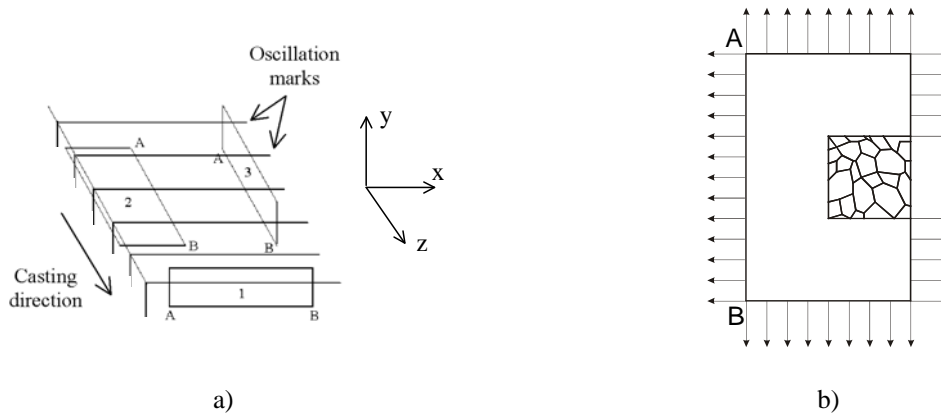 Oscillation
marks
A
A
3
2
B
B
Casting
direction
1
A
B
y
x
z
a)
A
B
b)